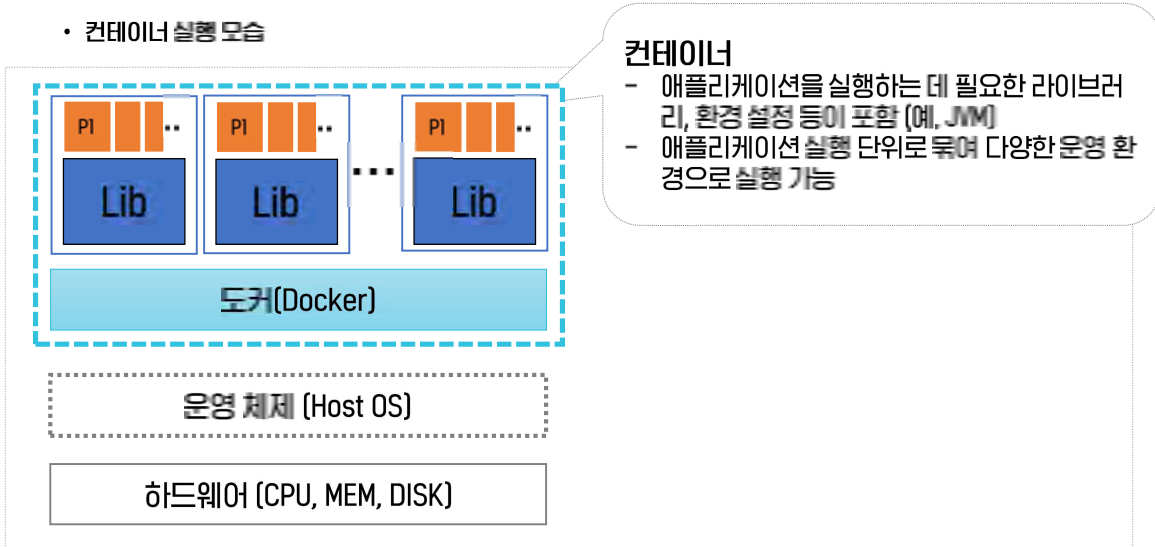 • 컨테이너 실행 모습
컨테이너
- 애플리케이션을 실행하는 데 필요한 라이브러
리, 환경 설정 등이 포함 (예, JVM)
- 애플리케이션 실행 단위로 묶여 다양한 운영 환
경으로 실행 가능
P1 .. P1 .. P1 ..
Lib Lib ... Lib
도커(Docker)
운영 체제 (Host OS)
하드웨어 (CPU, MEM, DISK)